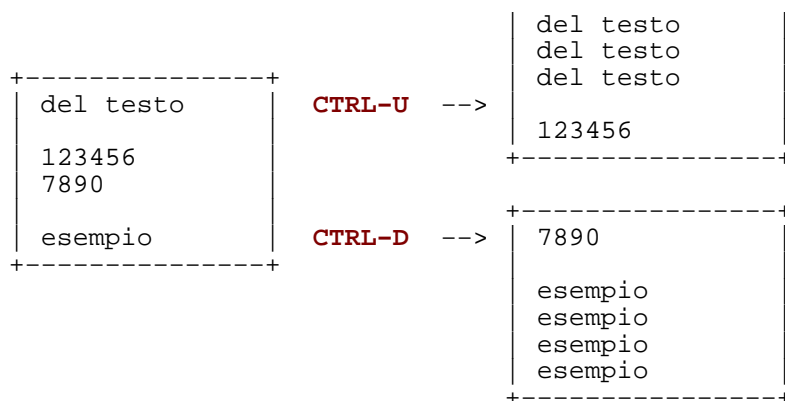 del testo
123456
7890
esempio
CTRL-U -->
del testo
del testo
del testo
123456
CTRL-D -->
7890
esempio
esempio
esempio
esempio